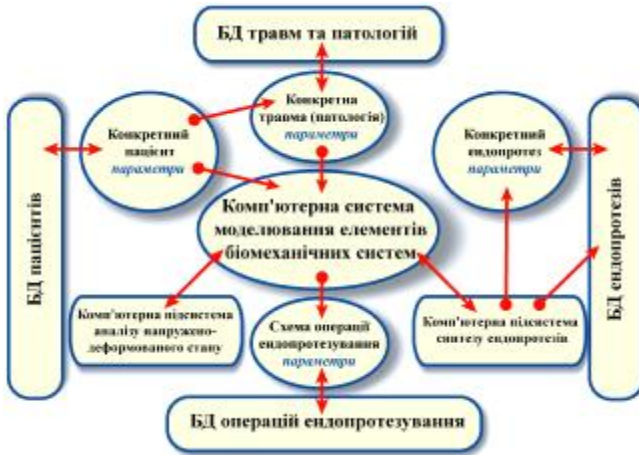 БД травм та патологій
Конкретна
травма (патологія)
параметри
Конкретний
пацієнт
параметри
Конкретний
ендопротез
параметри
БД пацієнтів
Комп'ютерна система
моделювання елементів
біомеханічних систем
БД ендопротезів
Комп'ютерна підсистема
аналізу напружено-
деформованого стану
Схема операції
ендопротезування
параметри
Комп'ютерна підсистема
синтезу ендопротезів
БД операцій ендопротезування